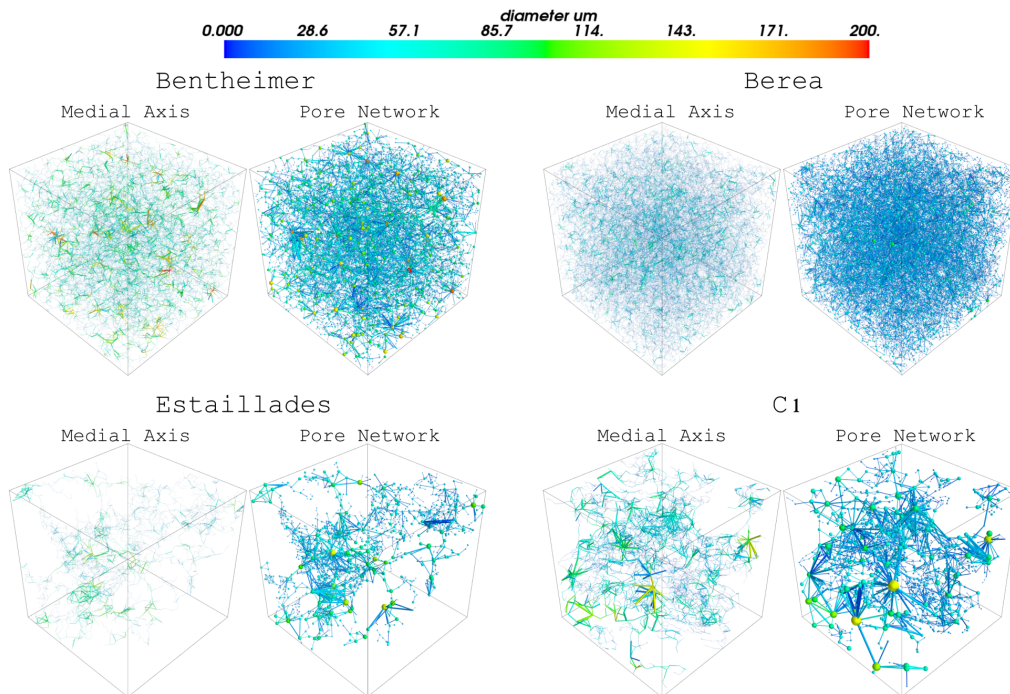 diameter um
0.000 28.6 57.1 85.7 114. 143. 171. 200.
Bentheimer
Berea
Medial Axis
Pore Network
Medial Axis
Pore Network
Estaillades
C1
Medial Axis
Pore Network
Medial Axis
Pore Network